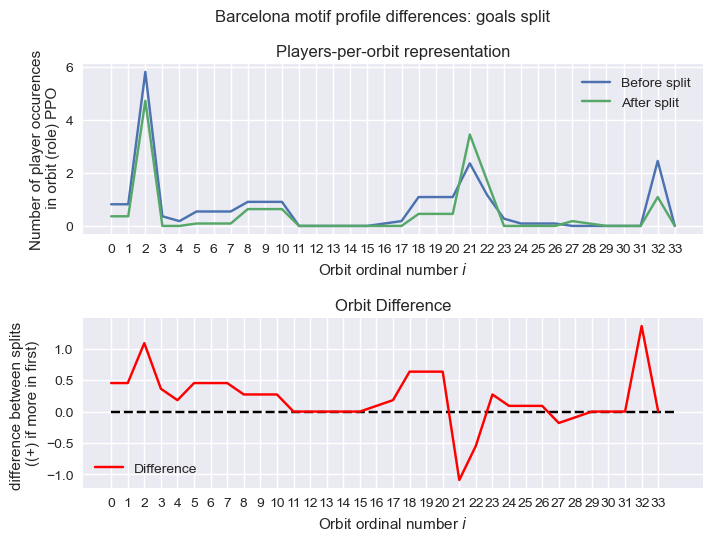 Barcelona motif profile differences: goals split
Players-per-orbit representation
Number of player occurences
in orbit (role) PPO
6
4
2
0
Before split
After split
0 1 2 3 4 5 6 7 8 9 10 11 12 13 14 15 16 17 18 19 20 21 22 23 24 25 26 27 28 29 30 31 32 33
Orbit ordinal number i
Orbit Difference
difference between splits
((+) if more in first)
1.0
0.5
0.0
−0.5
−1.0
Difference
0 1 2 3 4 5 6 7 8 9 10 11 12 13 14 15 16 17 18 19 20 21 22 23 24 25 26 27 28 29 30 31 32 33
Orbit ordinal number i